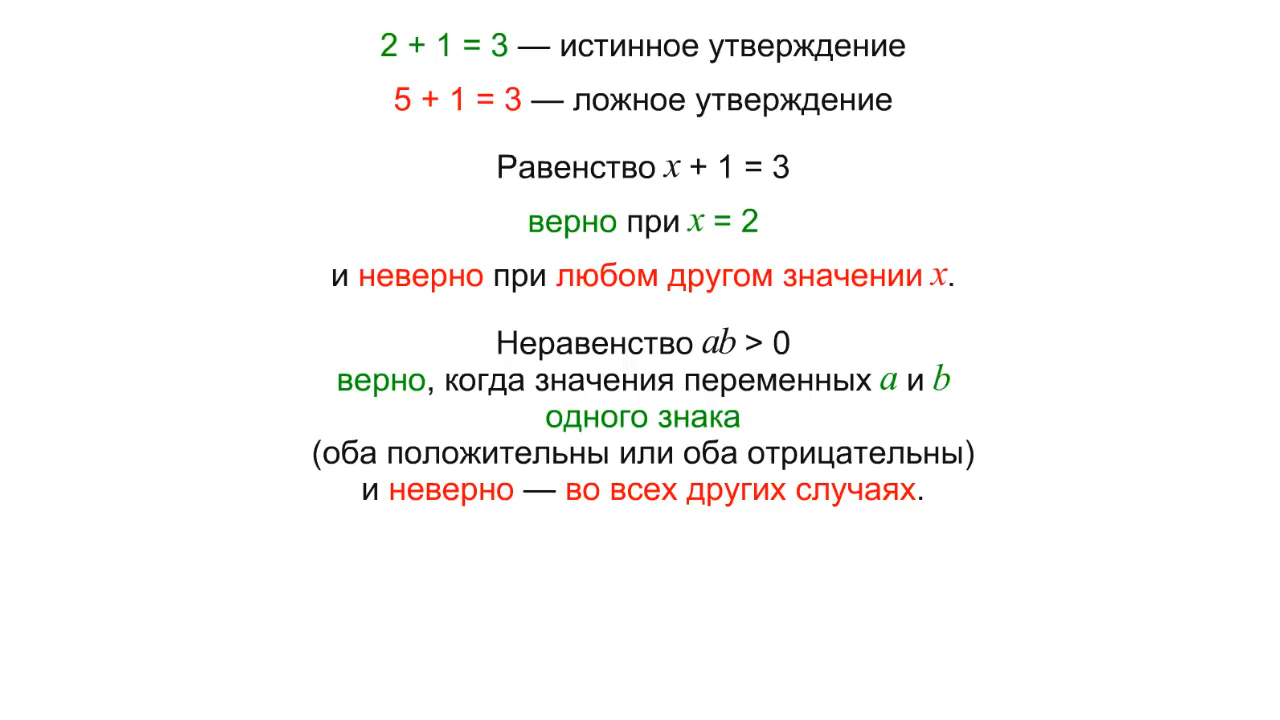 2 + 1 = 3 — истинное утверждение
5 + 1 = 3 — ложное утверждение
Равенство x + 1 = 3
верно при x = 2
и неверно при любом другом значении x.
Неравенство ab > 0
верно, когда значения переменных a и b
одного знака
(оба положительны или оба отрицательны)
и неверно — во всех других случаях.